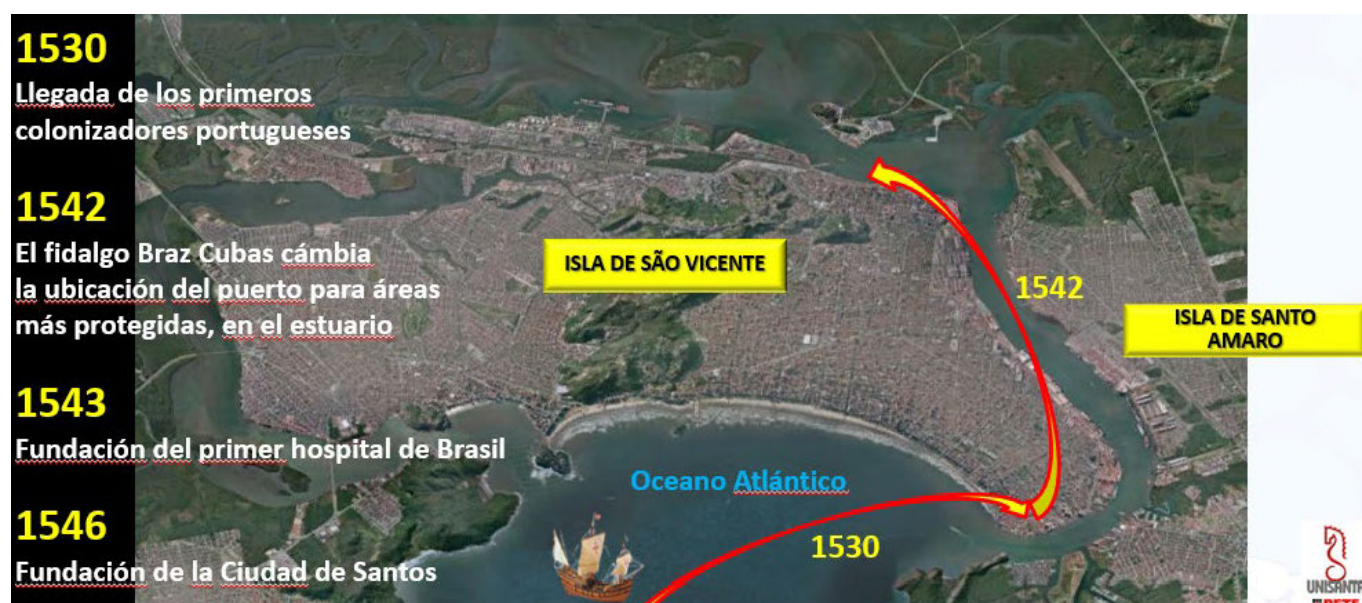 1530
Llegada de los primeros
colonizadores portugueses
1542
El fidalgo Braz Cubas cámbia
la ubicación del puerto para áreas
más protegidas, en el estuario
1543
Fundación del primer hospital de Brasil
1546
Fundación de la Ciudad de Santos
ISLA DE SÃO VICENTE
1542
ISLA DE SANTO
AMARO
Oceano Atlántico
1530
UNISANTA